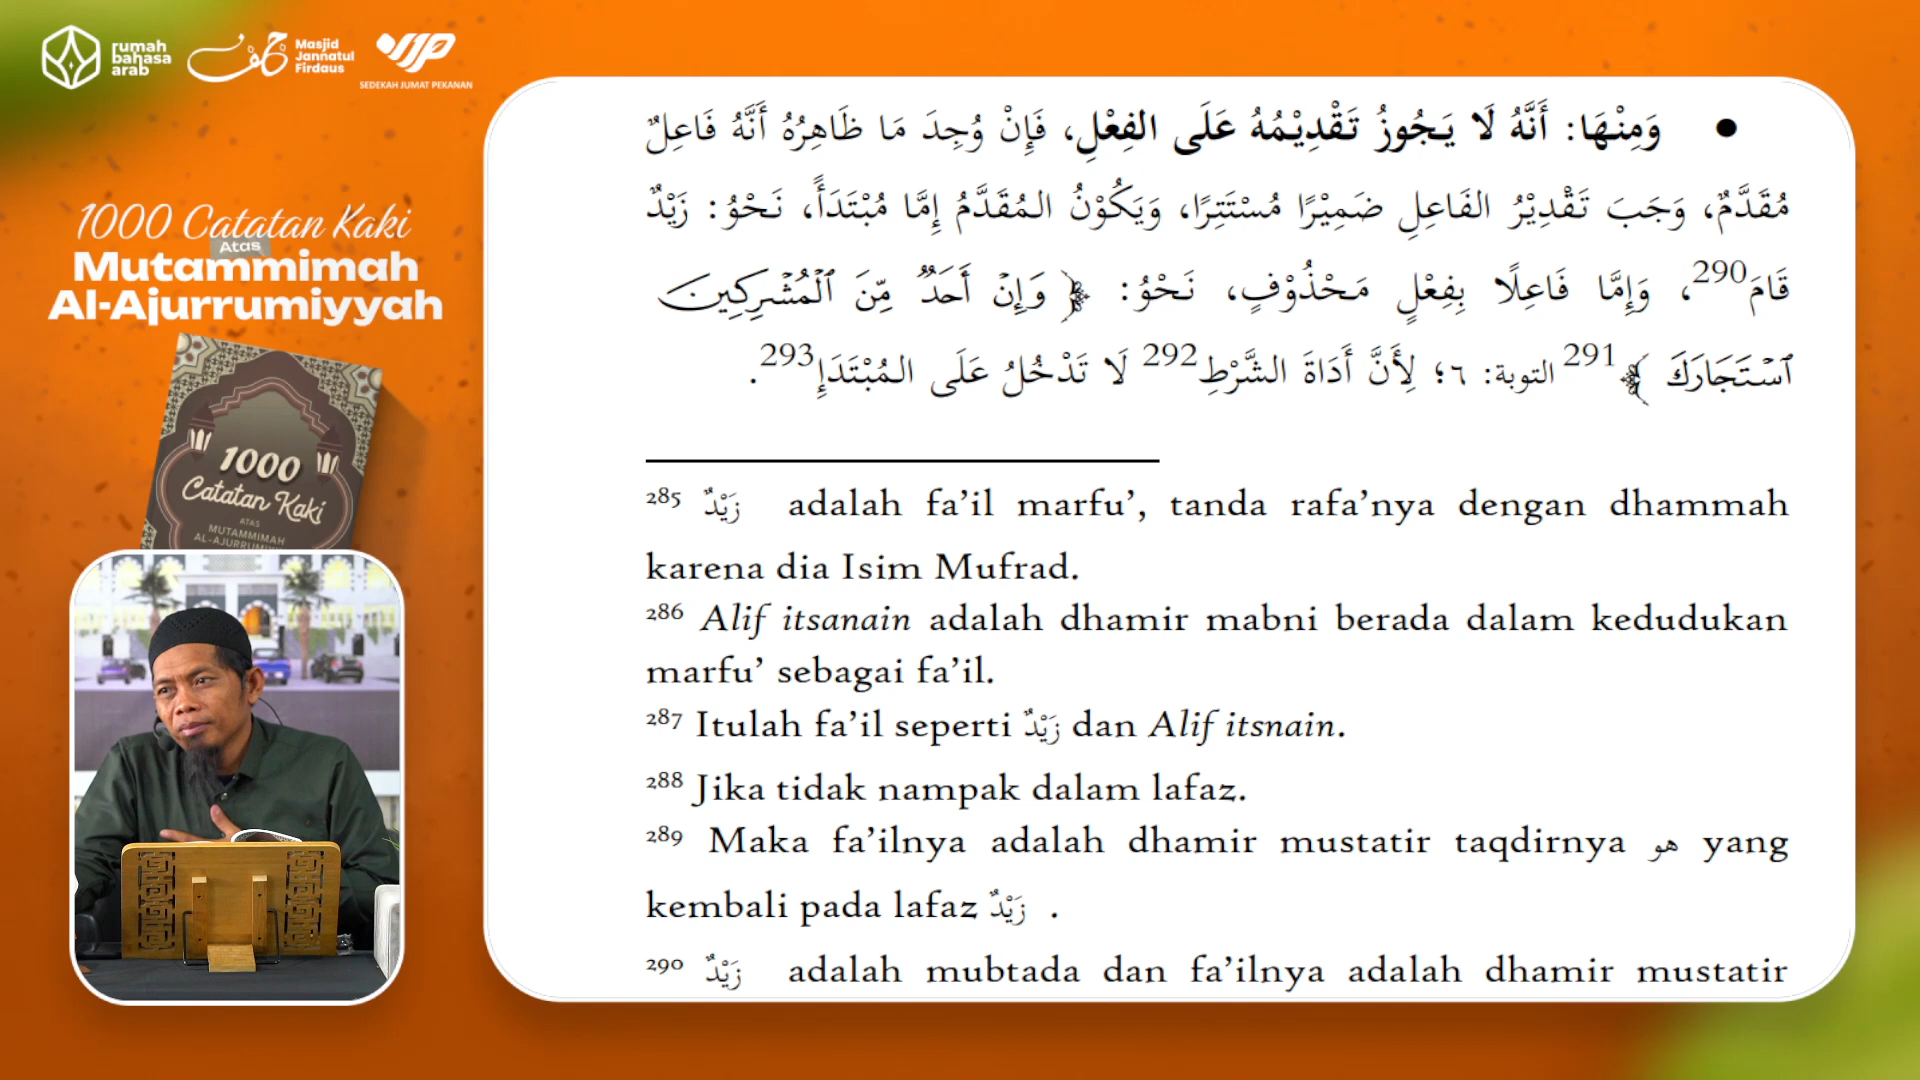 rumah
bahasa
arab
Masjid
Jannatul
Firdaus
VJP
SEDEKAH JUMAT PEKANAN
1000 Catatan Kaki
Atas
Mutammimah
Al-Ajurrumiyyah
1000
Catatan Kaki
ATAS
MUTAMMIMAH
• وَمِنْهَا: أَنَّهُ لَا يَجُوزُ تَقْدِيْمُهُ عَلَى الفِعْلِ، فَإِنْ وُجِدَ مَا ظَاهِرُهُ أَنَّهُ فَاعِلٌ
مُقَدَّمٌ، وَجَبَ تَقْدِيْرُ الفَاعِلِ ضَمِيْرًا مُسْتَتِرًا، وَيَكُوْنُ المُقَدَّمُ إِمَّا مُبْتَدَأً، نَحْوُ: زَيْدٌ
قَامَ290، وَإِمَّا فَاعِلًا بِفِعْلٍ مَحْذُوْفٍ، نَحْوُ: ﴿ وَإِنْ أَحَدٌ مِّنَ ٱلْمُشْرِكِينَ
ٱسْتَجَارَكَ ﴾291 التوبة: ٦؛ لِأَنَّ أَدَاةَ الشَّرْطِ292 لَا تَدْخُلُ عَلَى المُبْتَدَإِ293.
285 زَيْدٌ adalah fa’il marfu’, tanda rafa’nya dengan dhammah
karena dia Isim Mufrad.
286 Alif itsanain adalah dhamir mabni berada dalam kedudukan
marfu’ sebagai fa’il.
287 Itulah fa’il seperti زَيْدٌ dan Alif itsnain.
288 Jika tidak nampak dalam lafaz.
289 Maka fa’ilnya adalah dhamir mustatir taqdirnya هو yang
kembali pada lafaz زَيْدٌ .
290 زَيْدٌ adalah mubtada dan fa’ilnya adalah dhamir mustatir